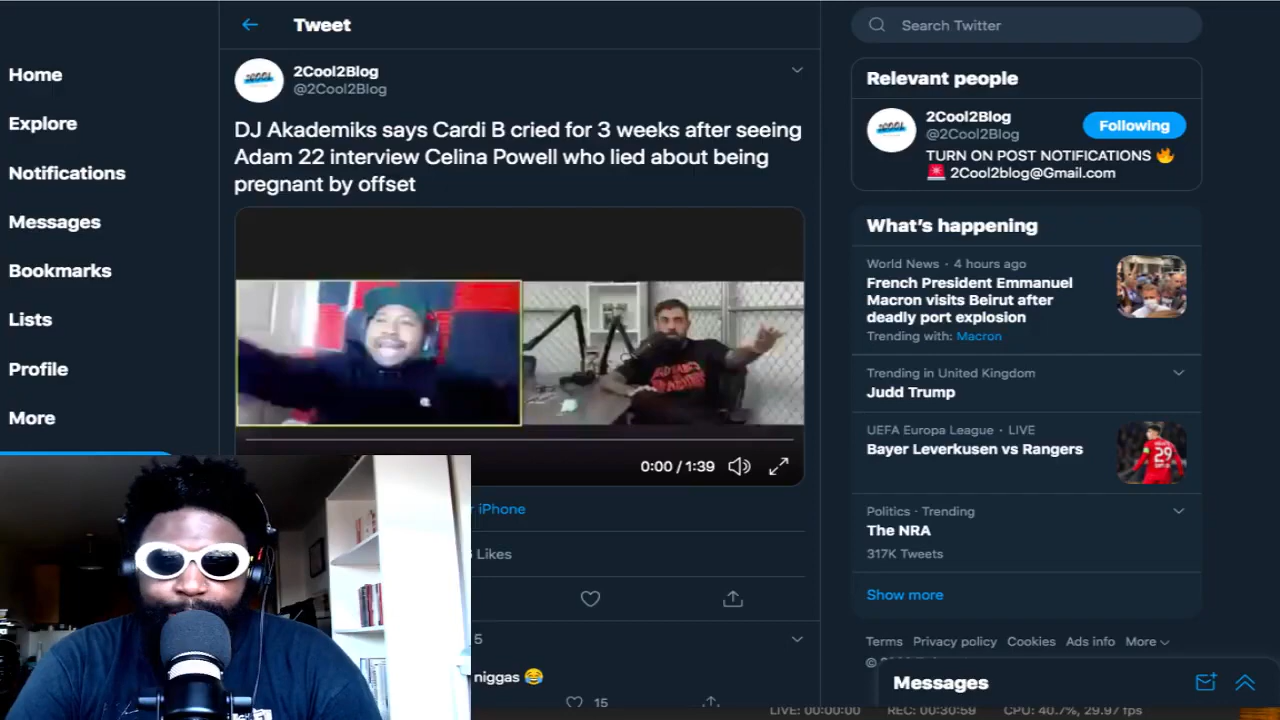 Home
Explore
Notifications
Messages
Bookmarks
Lists
Profile
More
Tweet
2Cool2Blog
@2Cool2Blog
DJ Akademiks says Cardi B cried for 3 weeks after seeing
Adam 22 interview Celina Powell who lied about being
pregnant by offset
0:00 / 1:39
iPhone
Likes
5
niggas 😂
15
Search Twitter
Relevant people
2Cool2Blog
@2Cool2Blog
Following
TURN ON POST NOTIFICATIONS 🔥
🚨 2Cool2blog@Gmail.com
What's happening
World News · 4 hours ago
French President Emmanuel
Macron visits Beirut after
deadly port explosion
Trending with: Macron
Trending in United Kingdom
Judd Trump
UEFA Europa League · LIVE
Bayer Leverkusen vs Rangers
Politics · Trending
The NRA
317K Tweets
Show more
Terms Privacy policy Cookies Ads info More
©
Messages
LIVE: 00:00:00 REC: 00:30:59 CPU: 40.7%, 29.97 fps